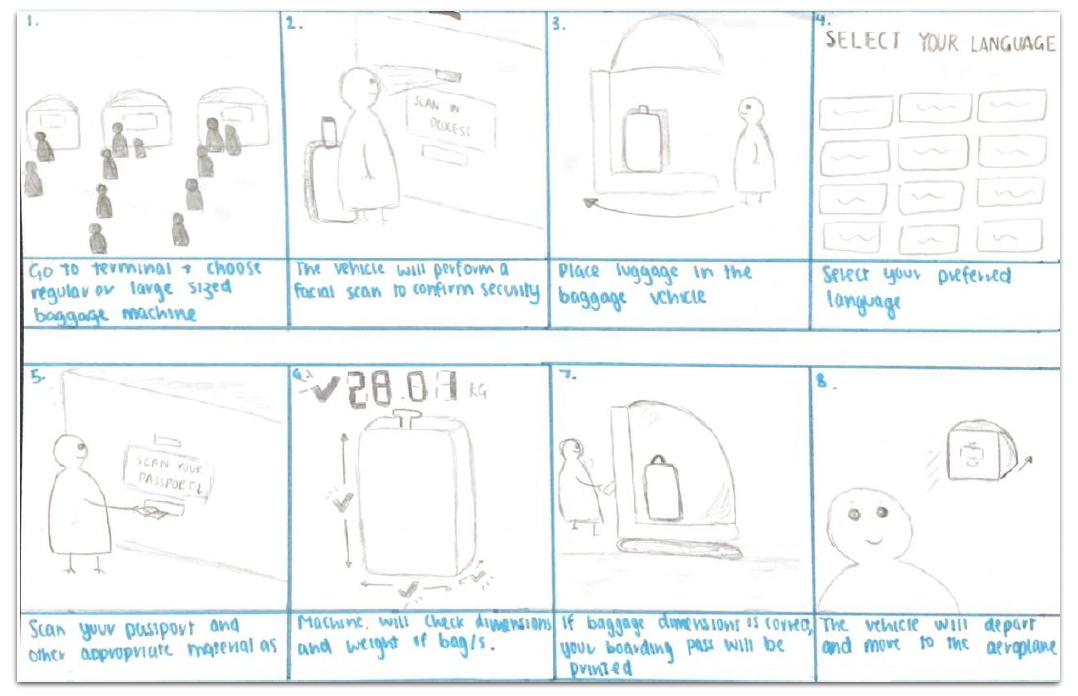 1.
2.
SCAN IN
PROCESS
3.
4.
SELECT YOUR LANGUAGE
Go to terminal + choose
regular or large sized
baggage machine
The vehicle will perform a
facial scan to confirm security
Place luggage in the
baggage vehicle
Select your preferred
language
5.
SCAN YOUR
PASSPORT
6.
28.01 KG
7.
8.
Scan your passport and
other appropriate material as
Machine will check dimensions
and weight of bag/s.
If baggage dimensions is correct,
your boarding pass will be
printed
The vehicle will depart
and move to the aeroplane